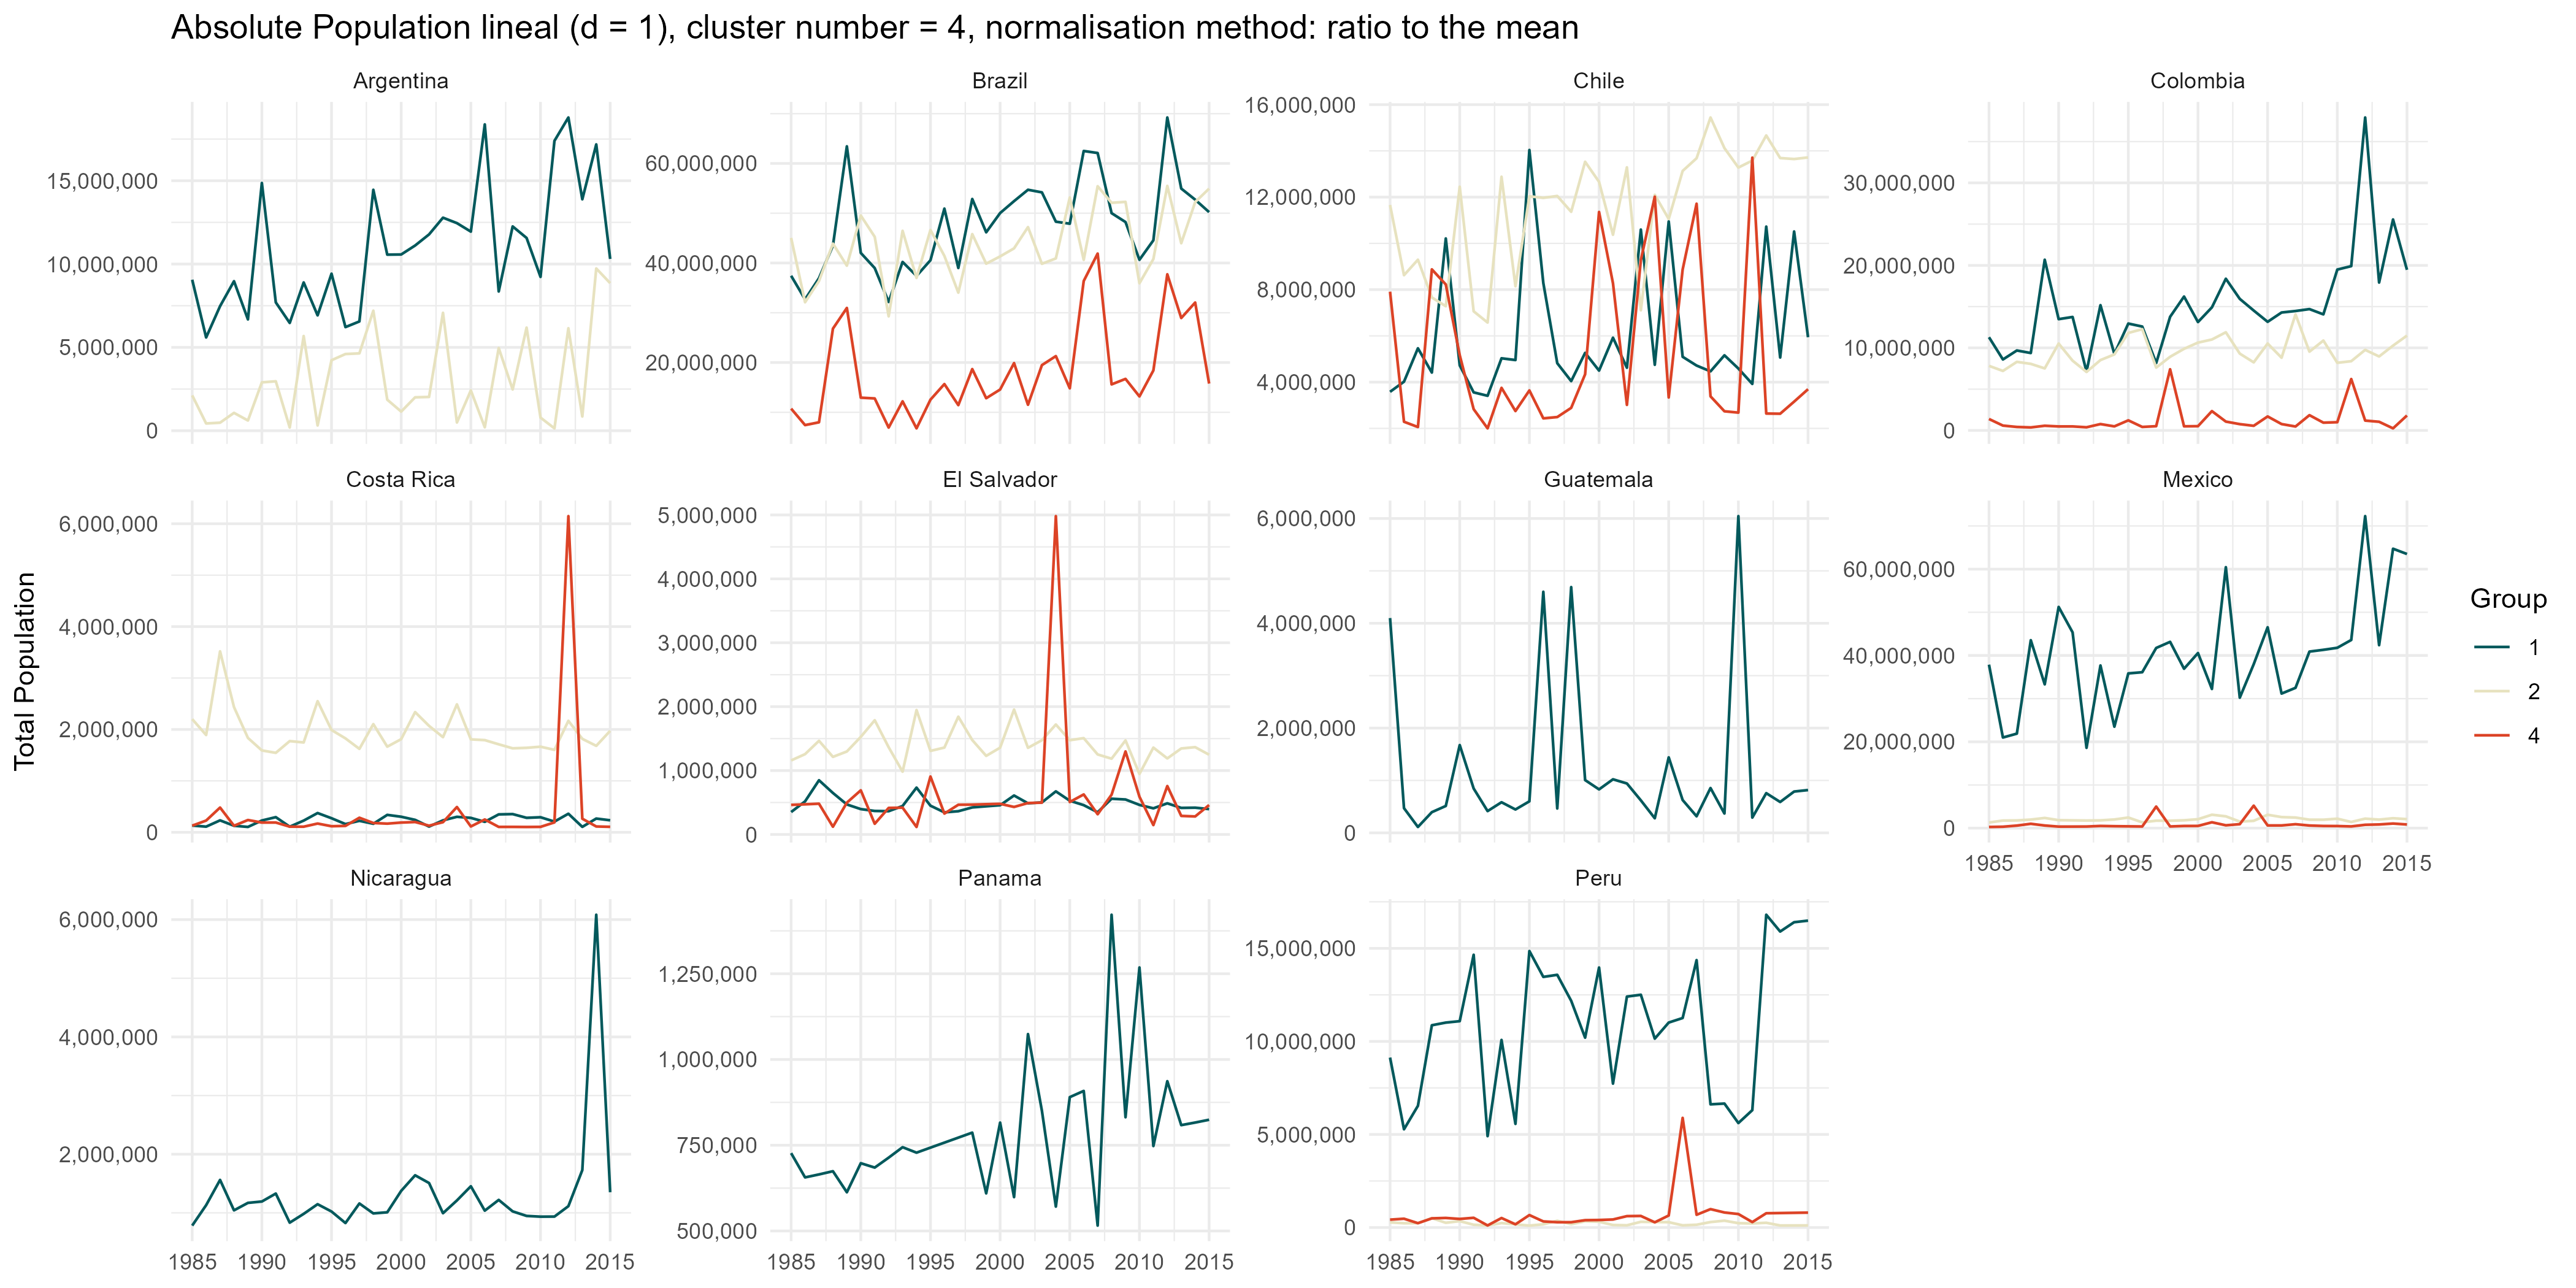 Absolute Population lineal (d = 1), cluster number = 4, normalisation method: ratio to the mean
Argentina
Brazil
Chile
Colombia
15,000,000
10,000,000
5,000,000
0
60,000,000
40,000,000
20,000,000
16,000,000
12,000,000
8,000,000
4,000,000
30,000,000
20,000,000
10,000,000
0
Costa Rica
El Salvador
Guatemala
Mexico
6,000,000
4,000,000
2,000,000
0
5,000,000
4,000,000
3,000,000
2,000,000
1,000,000
0
6,000,000
4,000,000
2,000,000
0
60,000,000
40,000,000
20,000,000
0
1985 1990 1995 2000 2005 2010 2015
Total Population
Group
1
2
4
Nicaragua
Panama
Peru
6,000,000
4,000,000
2,000,000
1,250,000
1,000,000
750,000
500,000
15,000,000
10,000,000
5,000,000
0
1985 1990 1995 2000 2005 2010 2015
1985 1990 1995 2000 2005 2010 2015
1985 1990 1995 2000 2005 2010 2015